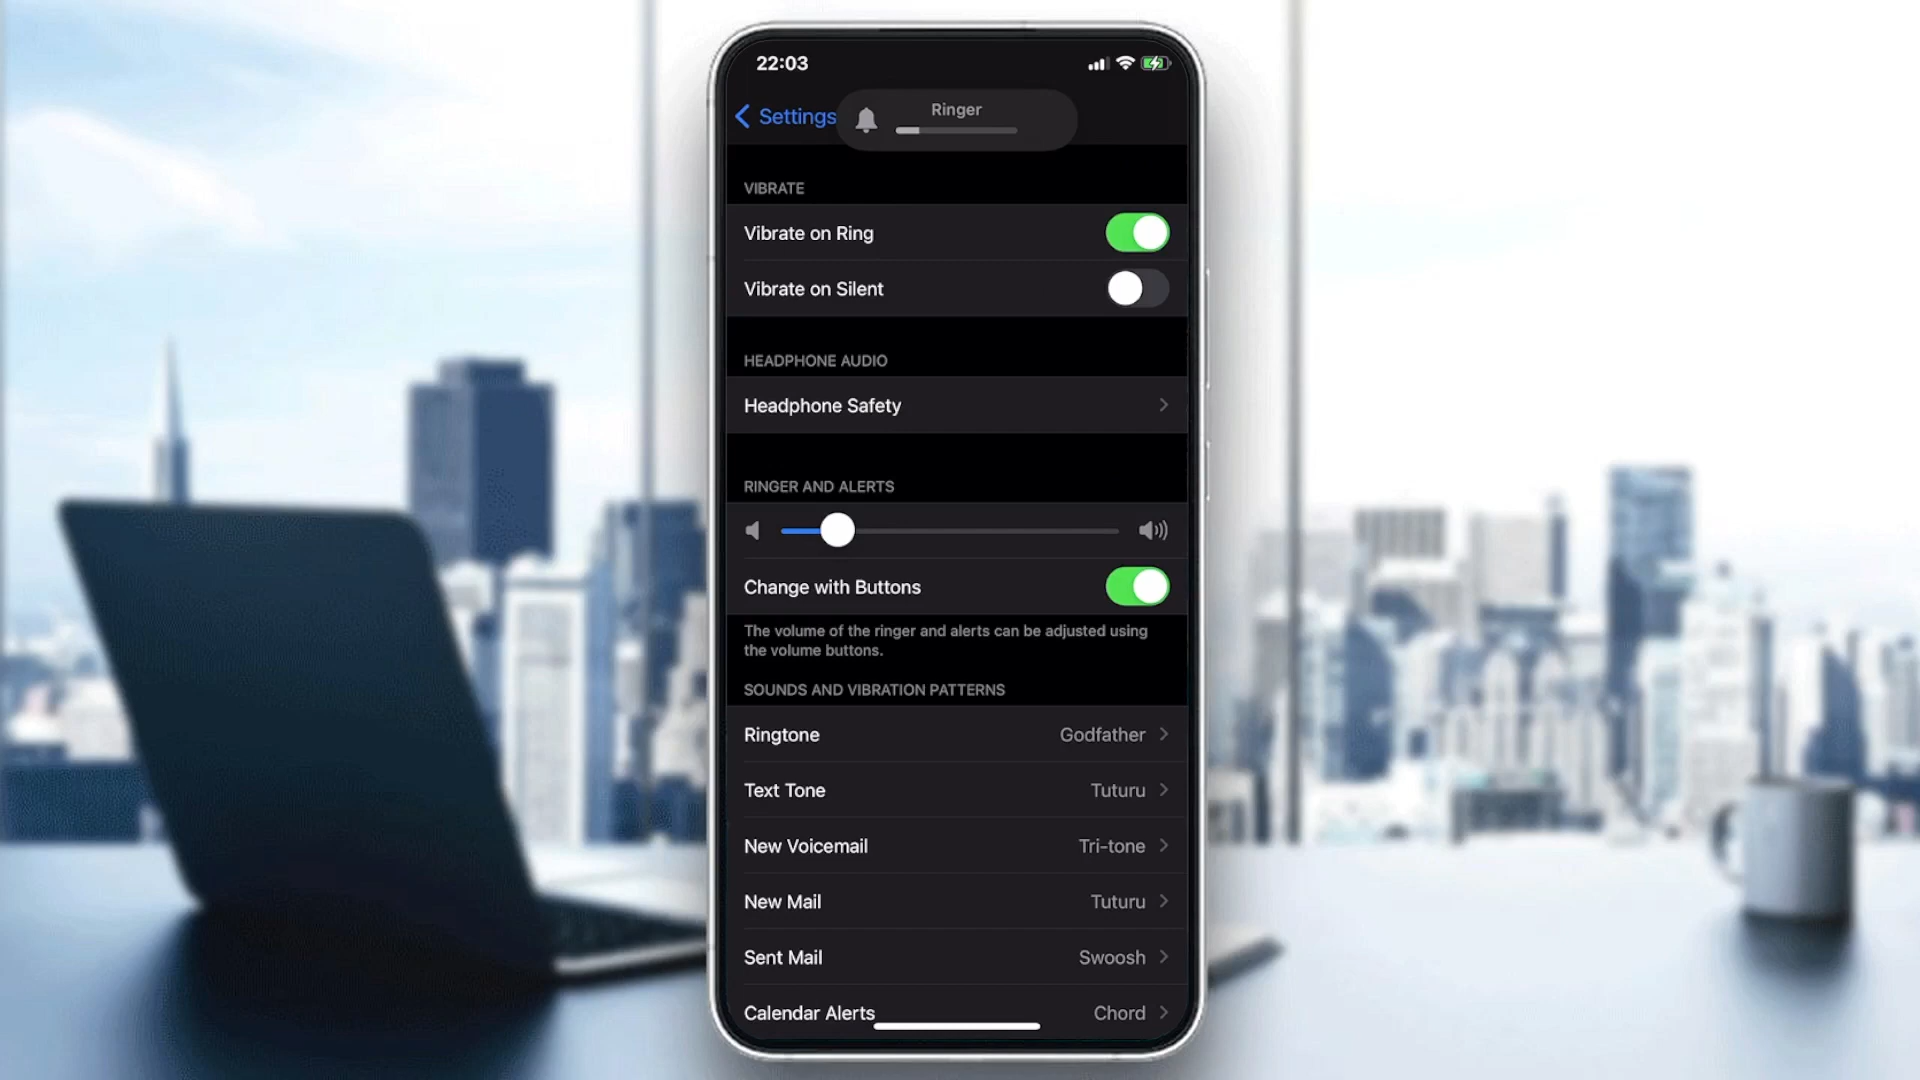 22:03
Settings
Ringer
VIBRATE
Vibrate on Ring
Vibrate on Silent
HEADPHONE AUDIO
Headphone Safety
RINGER AND ALERTS
Change with Buttons
The volume of the ringer and alerts can be adjusted using
the volume buttons.
SOUNDS AND VIBRATION PATTERNS
Ringtone Godfather
Text Tone Tuturu
New Voicemail Tri-tone
New Mail Tuturu
Sent Mail Swoosh
Calendar Alerts Chord